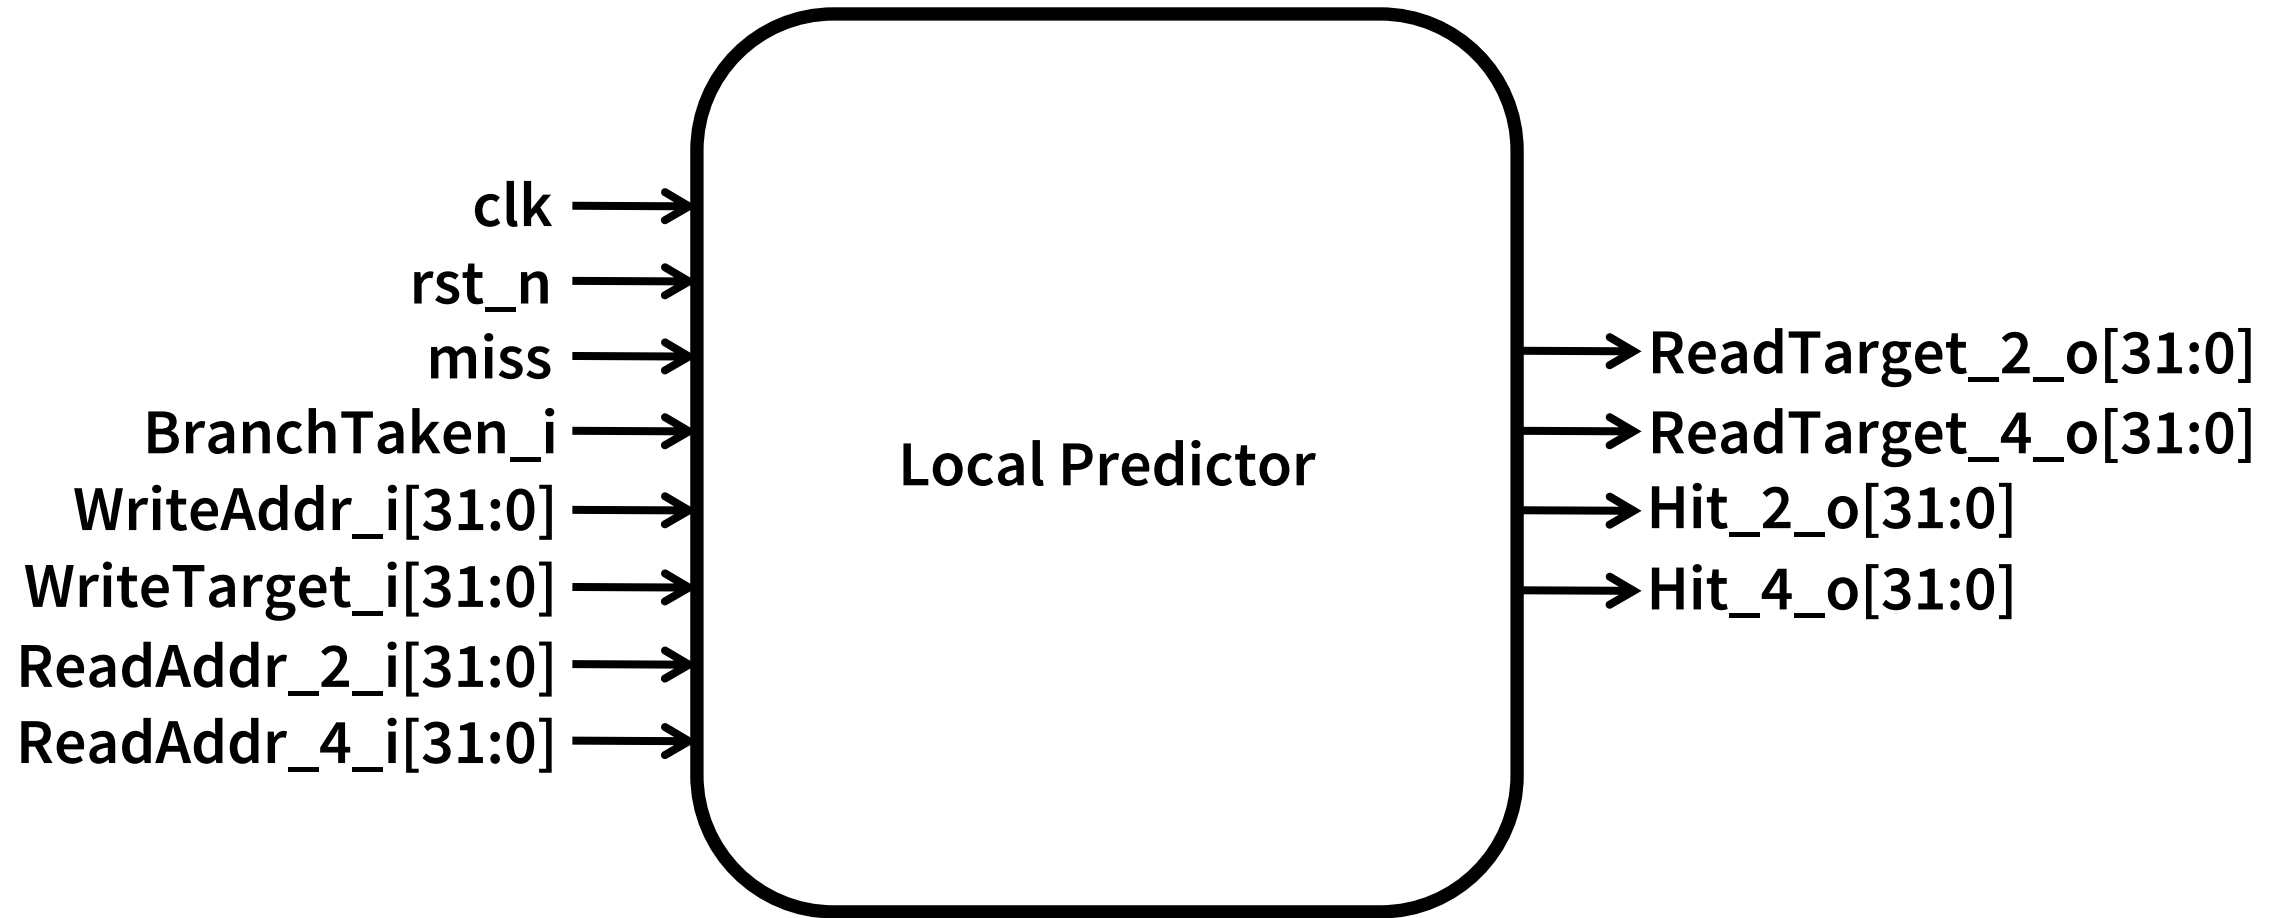 clk
rst_n
miss
BranchTaken_i
WriteAddr_i[31:0]
WriteTarget_i[31:0]
ReadAddr_2_i[31:0]
ReadAddr_4_i[31:0]
Local Predictor
ReadTarget_2_o[31:0]
ReadTarget_4_o[31:0]
Hit_2_o[31:0]
Hit_4_o[31:0]